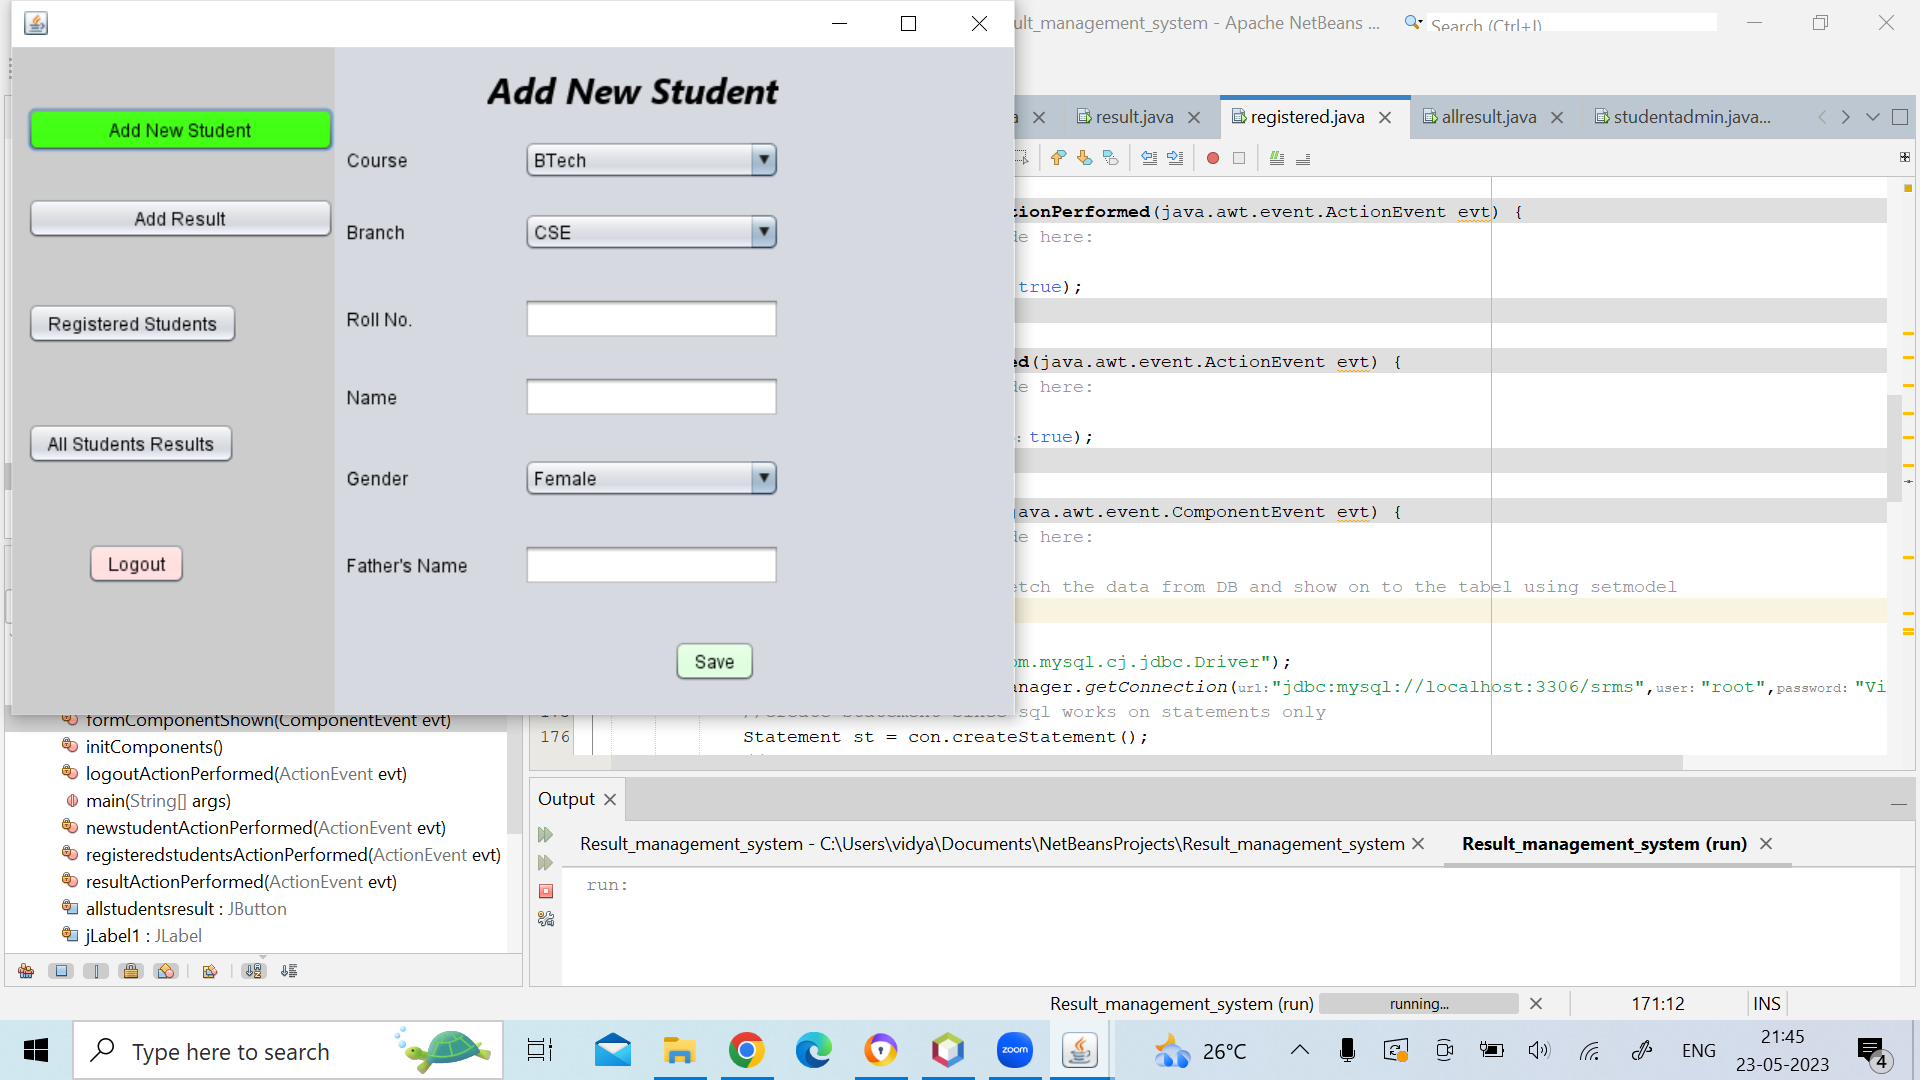 ult_management_system - Apache NetBeans ...
Search (Ctrl+I)
Add New Student
Add New Student
Add Result
Registered Students
All Students Results
Logout
Course
BTech
Branch
CSE
Roll No.
Name
Gender
Female
Father's Name
Save
a
result.java
registered.java
allresult.java
studentadmin.java...
tionPerformed(java.awt.event.ActionEvent evt) {
de here:
true);
ed(java.awt.event.ActionEvent evt) {
de here:
: true);
java.awt.event.ComponentEvent evt) {
de here:
etch the data from DB and show on to the tabel using setmodel
om.mysql.cj.jdbc.Driver");
anager.getConnection(url:"jdbc:mysql://localhost:3306/srms",user:"root",password:"Vi
sql works on statements only
176 Statement st = con.createStatement();
formComponentShown(ComponentEvent evt)
initComponents()
logoutActionPerformed(ActionEvent evt)
main(String[] args)
newstudentActionPerformed(ActionEvent evt)
registeredstudentsActionPerformed(ActionEvent evt)
resultActionPerformed(ActionEvent evt)
allstudentsresult : JButton
jLabel1 : JLabel
Output
Result_management_system - C:\Users\vidya\Documents\NetBeansProjects\Result_management_system
Result_management_system (run)
run:
Result_management_system (run)
running...
171:12
INS
Type here to search
zoom
26°C
ENG
21:45
23-05-2023
4